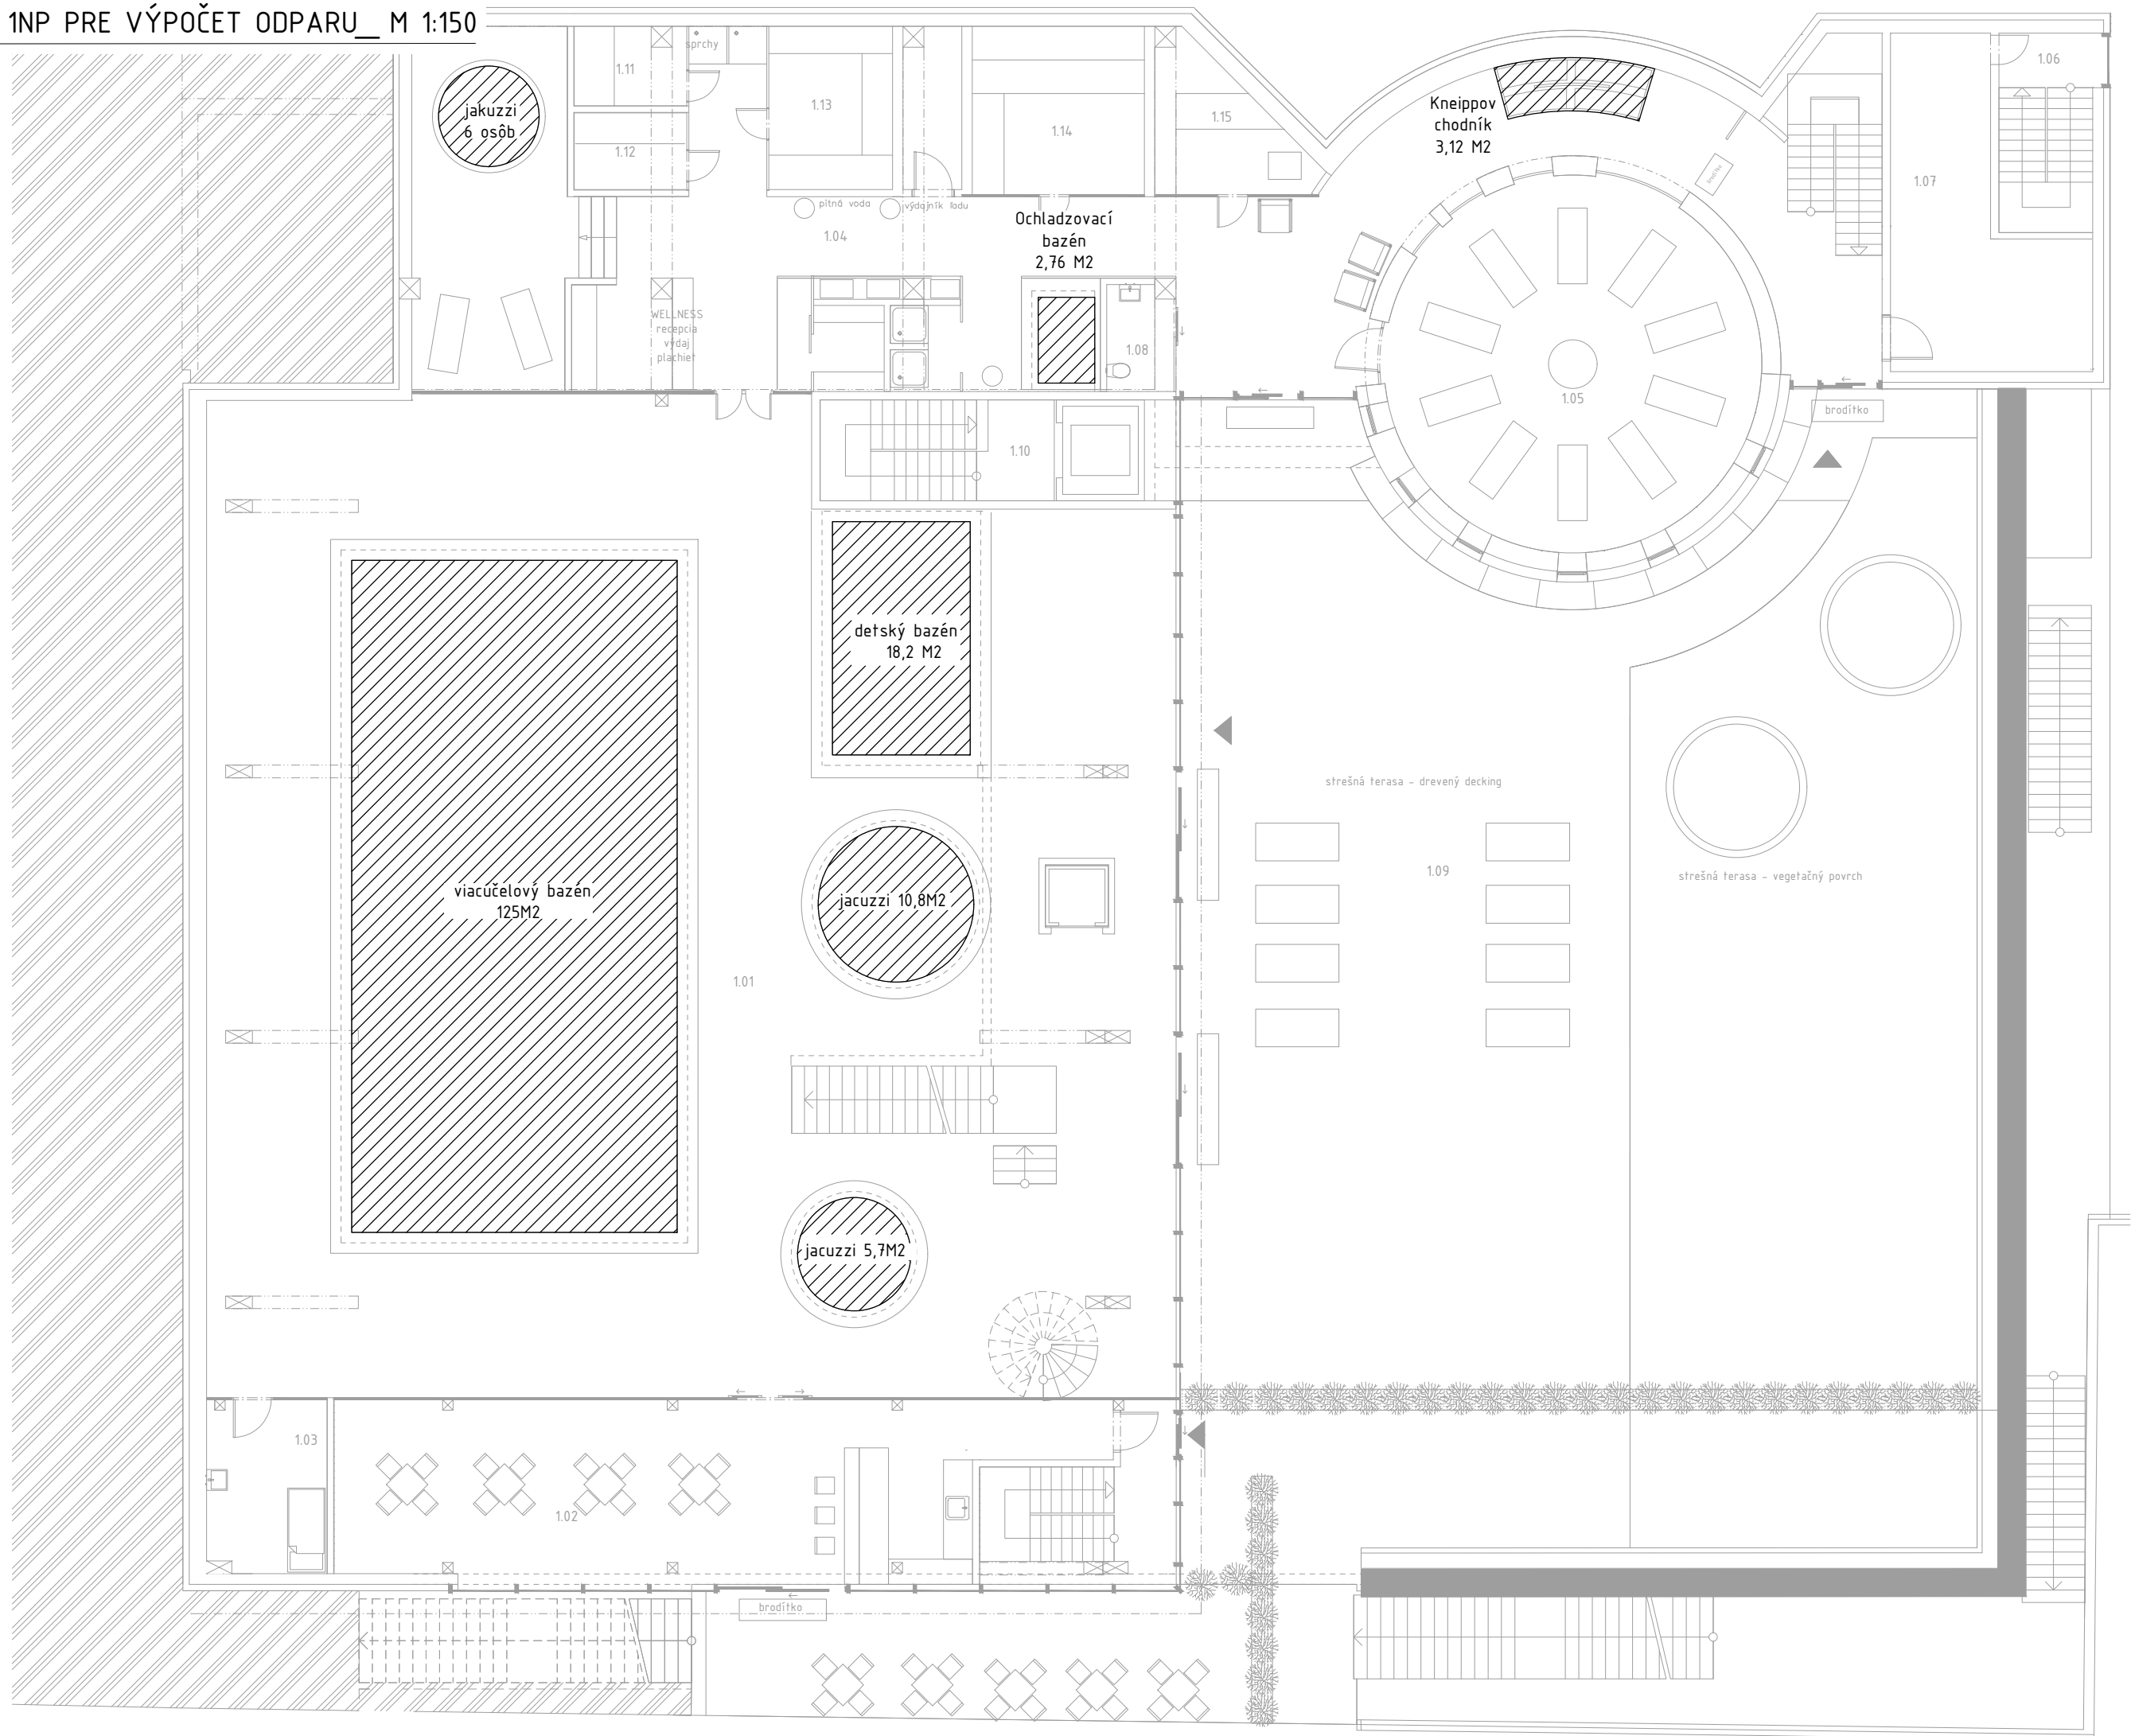 1NP PRE VÝPOČET ODPARU_ M 1:150
sprchy
1.11
1.12
1.13
1.14
1.15
1.06
1.07
jakuzzi
6 osôb
Kneippov
chodník
3,12 M2
brodítko
pitná voda
výdajník ľadu
1.04
Ochladzovací
bazén
2,76 M2
WELLNESS
recepcia
výdaj
plachiet
1.08
1.05
brodítko
1.10
detský bazén
18,2 M2
strešná terasa - drevený decking
1.09
strešná terasa - vegetačný povrch
viacúčelový bazén
125M2
jacuzzi 10,8M2
1.01
jacuzzi 5,7M2
1.03
1.02
brodítko